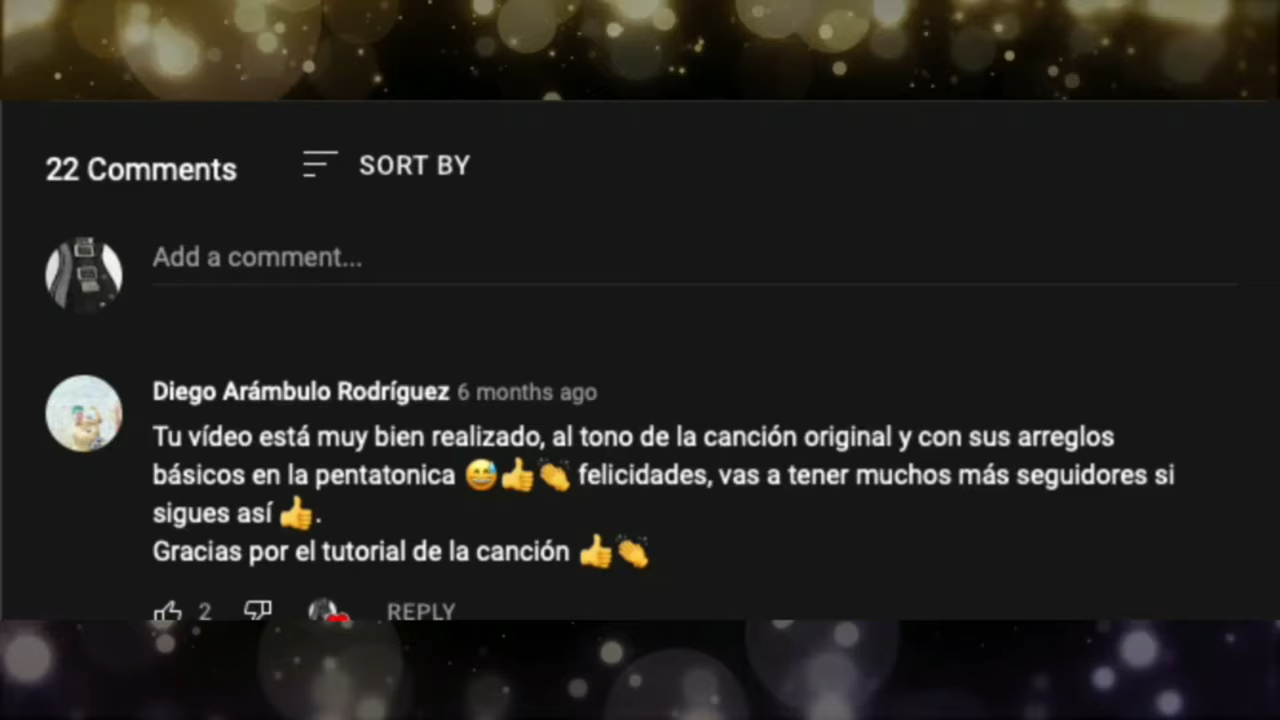 22 Comments
SORT BY
Add a comment...
Diego Arámbulo Rodríguez 6 months ago
Tu vídeo está muy bien realizado, al tono de la canción original y con sus arreglos
básicos en la pentatonica 😅👍👏 felicidades, vas a tener muchos más seguidores si
sigues así 👍.
Gracias por el tutorial de la canción 👍👏
2
REPLY